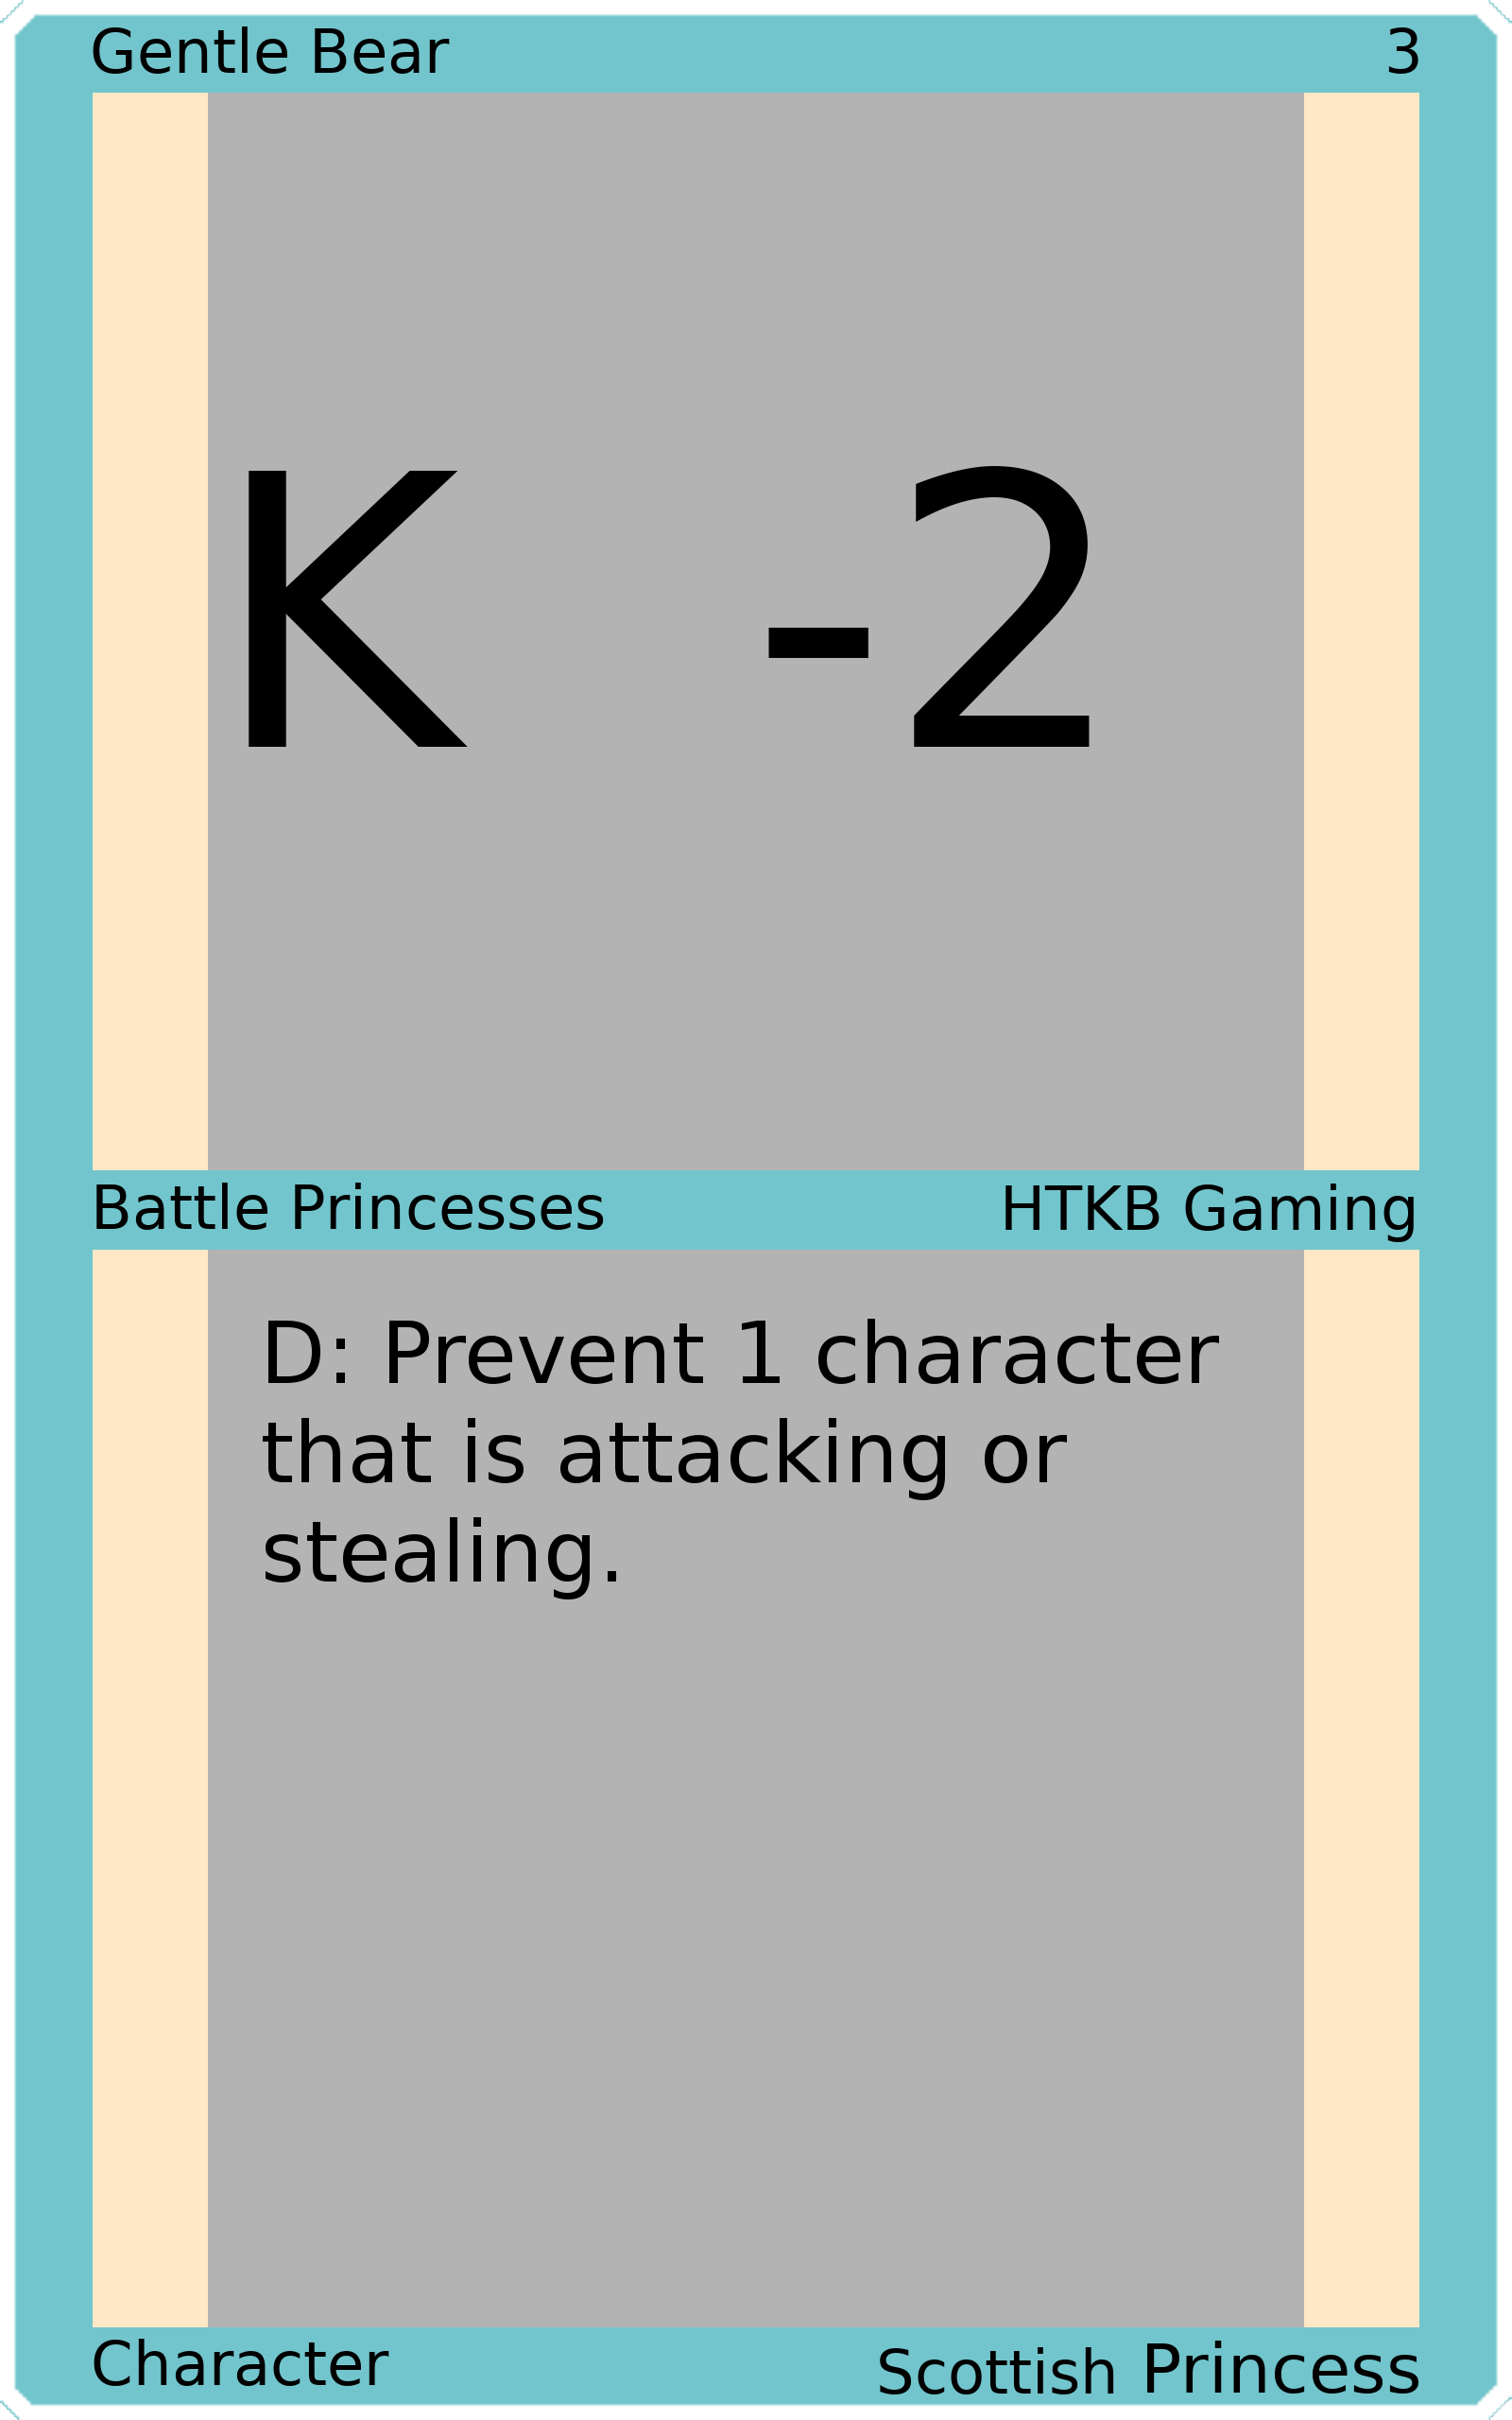 Gentle Bear 3
K -2
Battle Princesses HTKB Gaming
D: Prevent 1 character
that is attacking or
stealing.
Character Scottish Princess